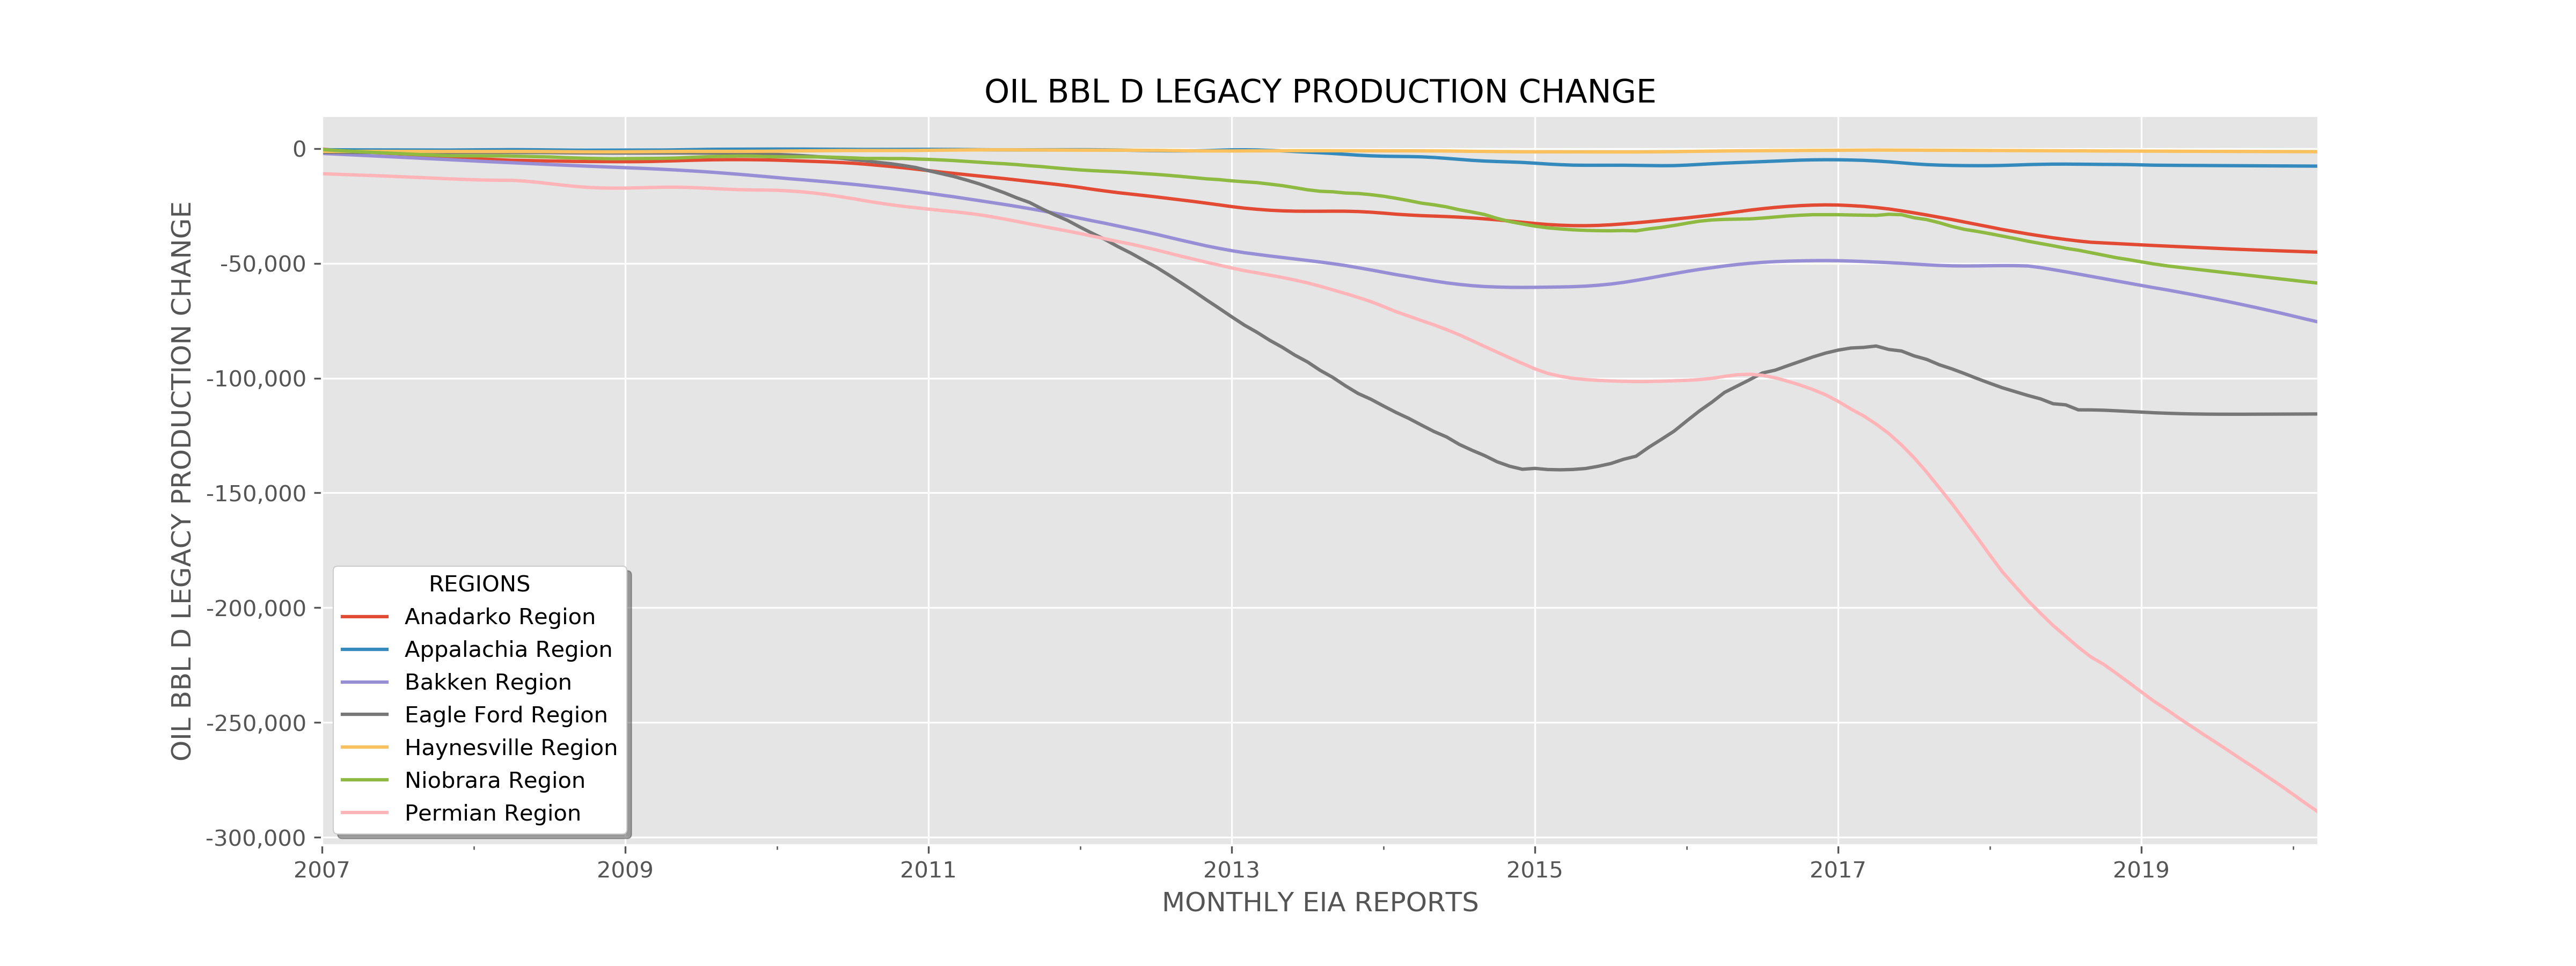 OIL BBL D LEGACY PRODUCTION CHANGE
OIL BBL D LEGACY PRODUCTION CHANGE
0
-50,000
-100,000
-150,000
-200,000
-250,000
-300,000
REGIONS
Anadarko Region
Appalachia Region
Bakken Region
Eagle Ford Region
Haynesville Region
Niobrara Region
Permian Region
2007 2009 2011 2013 2015 2017 2019
MONTHLY EIA REPORTS